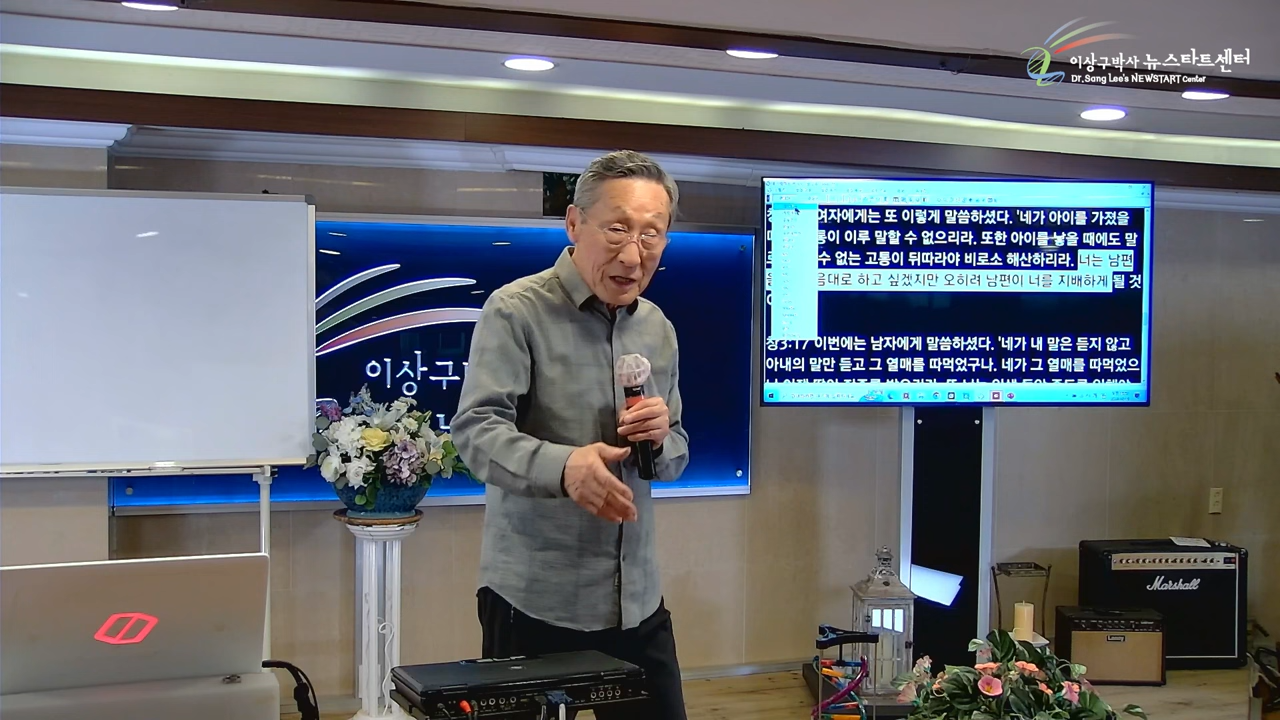 이상구박사 뉴스타트센터
Dr. Sang Lee's NEWSTART Center
여자에게는 또 이렇게 말씀하셨다. '네가 아이를 가졌을
통이 이루 말할 수 없으리라. 또한 아이를 낳을 때에도 말
수 없는 고통이 뒤따라야 비로소 해산하리라. 너는 남편
음대로 하고 싶겠지만 오히려 남편이 너를 지배하게 될 것
창3:17 이번에는 남자에게 말씀하셨다. '네가 내 말은 듣지 않고
아내의 말만 듣고 그 열매를 따먹었구나. 네가 그 열매를 따먹었으
이상구
Marshall
Laney